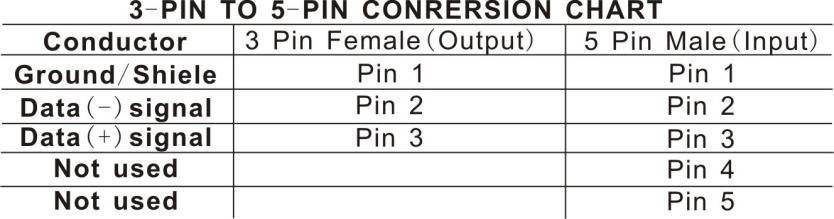 3-PIN TO 5-PIN CONRERSION CHART
Conductor 3 Pin Female(Output) 5 Pin Male(Input)
Ground/Shiele Pin 1 Pin 1
Data(-)signal Pin 2 Pin 2
Data(+)signal Pin 3 Pin 3
Not used Pin 4
Not used Pin 5